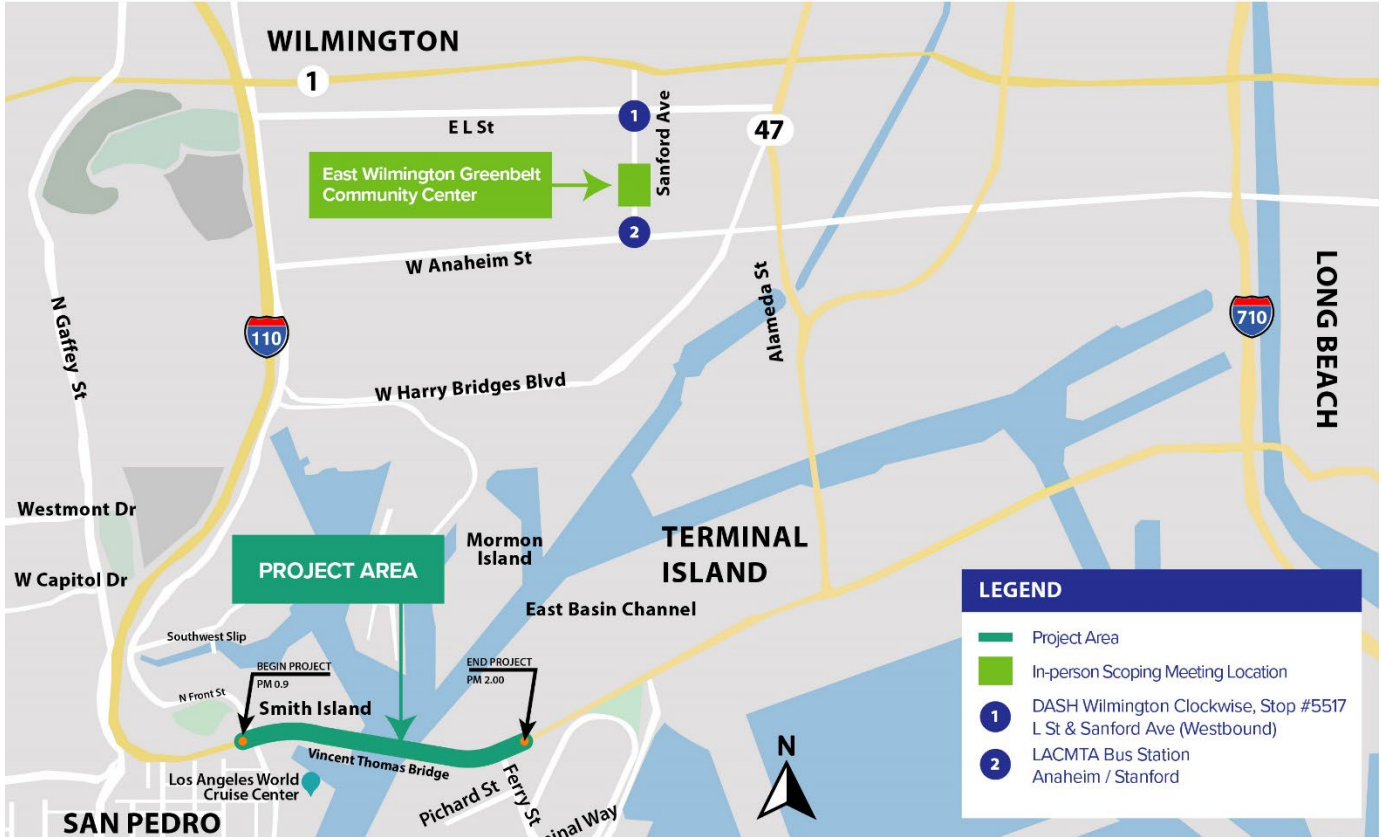 WILMINGTON
1
E L St
1
Sanford Ave
47
East Wilmington Greenbelt
Community Center
2
W Anaheim St
N Gaffey St
110
Alameda St
710
LONG BEACH
W Harry Bridges Blvd
Westmont Dr
W Capitol Dr
PROJECT AREA
Mormon
Island
TERMINAL
ISLAND
East Basin Channel
Southwest Slip
BEGIN PROJECT
PM 0.9
END PROJECT
PM 2.00
N Front St
Smith Island
Vincent Thomas Bridge
Los Angeles World
Cruise Center
SAN PEDRO
Pichard St
Ferry St
inal Way
N
LEGEND
Project Area
In-person Scoping Meeting Location
1 DASH Wilmington Clockwise, Stop #5517
L St & Sanford Ave (Westbound)
2 LACMTA Bus Station
Anaheim / Stanford